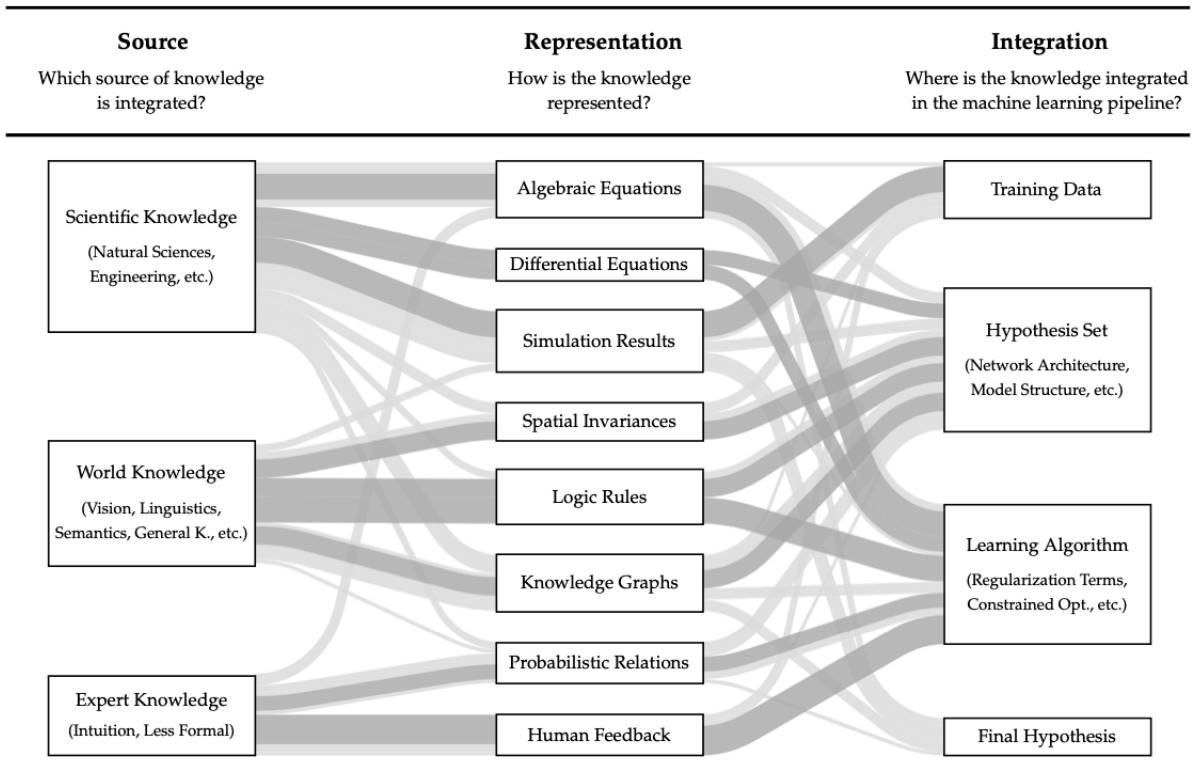 Source
Which source of knowledge
is integrated?
Representation
How is the knowledge
represented?
Integration
Where is the knowledge integrated
in the machine learning pipeline?
Scientific Knowledge
(Natural Sciences,
Engineering, etc.)
World Knowledge
(Vision, Linguistics,
Semantics, General K., etc.)
Expert Knowledge
(Intuition, Less Formal)
Algebraic Equations
Differential Equations
Simulation Results
Spatial Invariances
Logic Rules
Knowledge Graphs
Probabilistic Relations
Human Feedback
Training Data
Hypothesis Set
(Network Architecture,
Model Structure, etc.)
Learning Algorithm
(Regularization Terms,
Constrained Opt., etc.)
Final Hypothesis